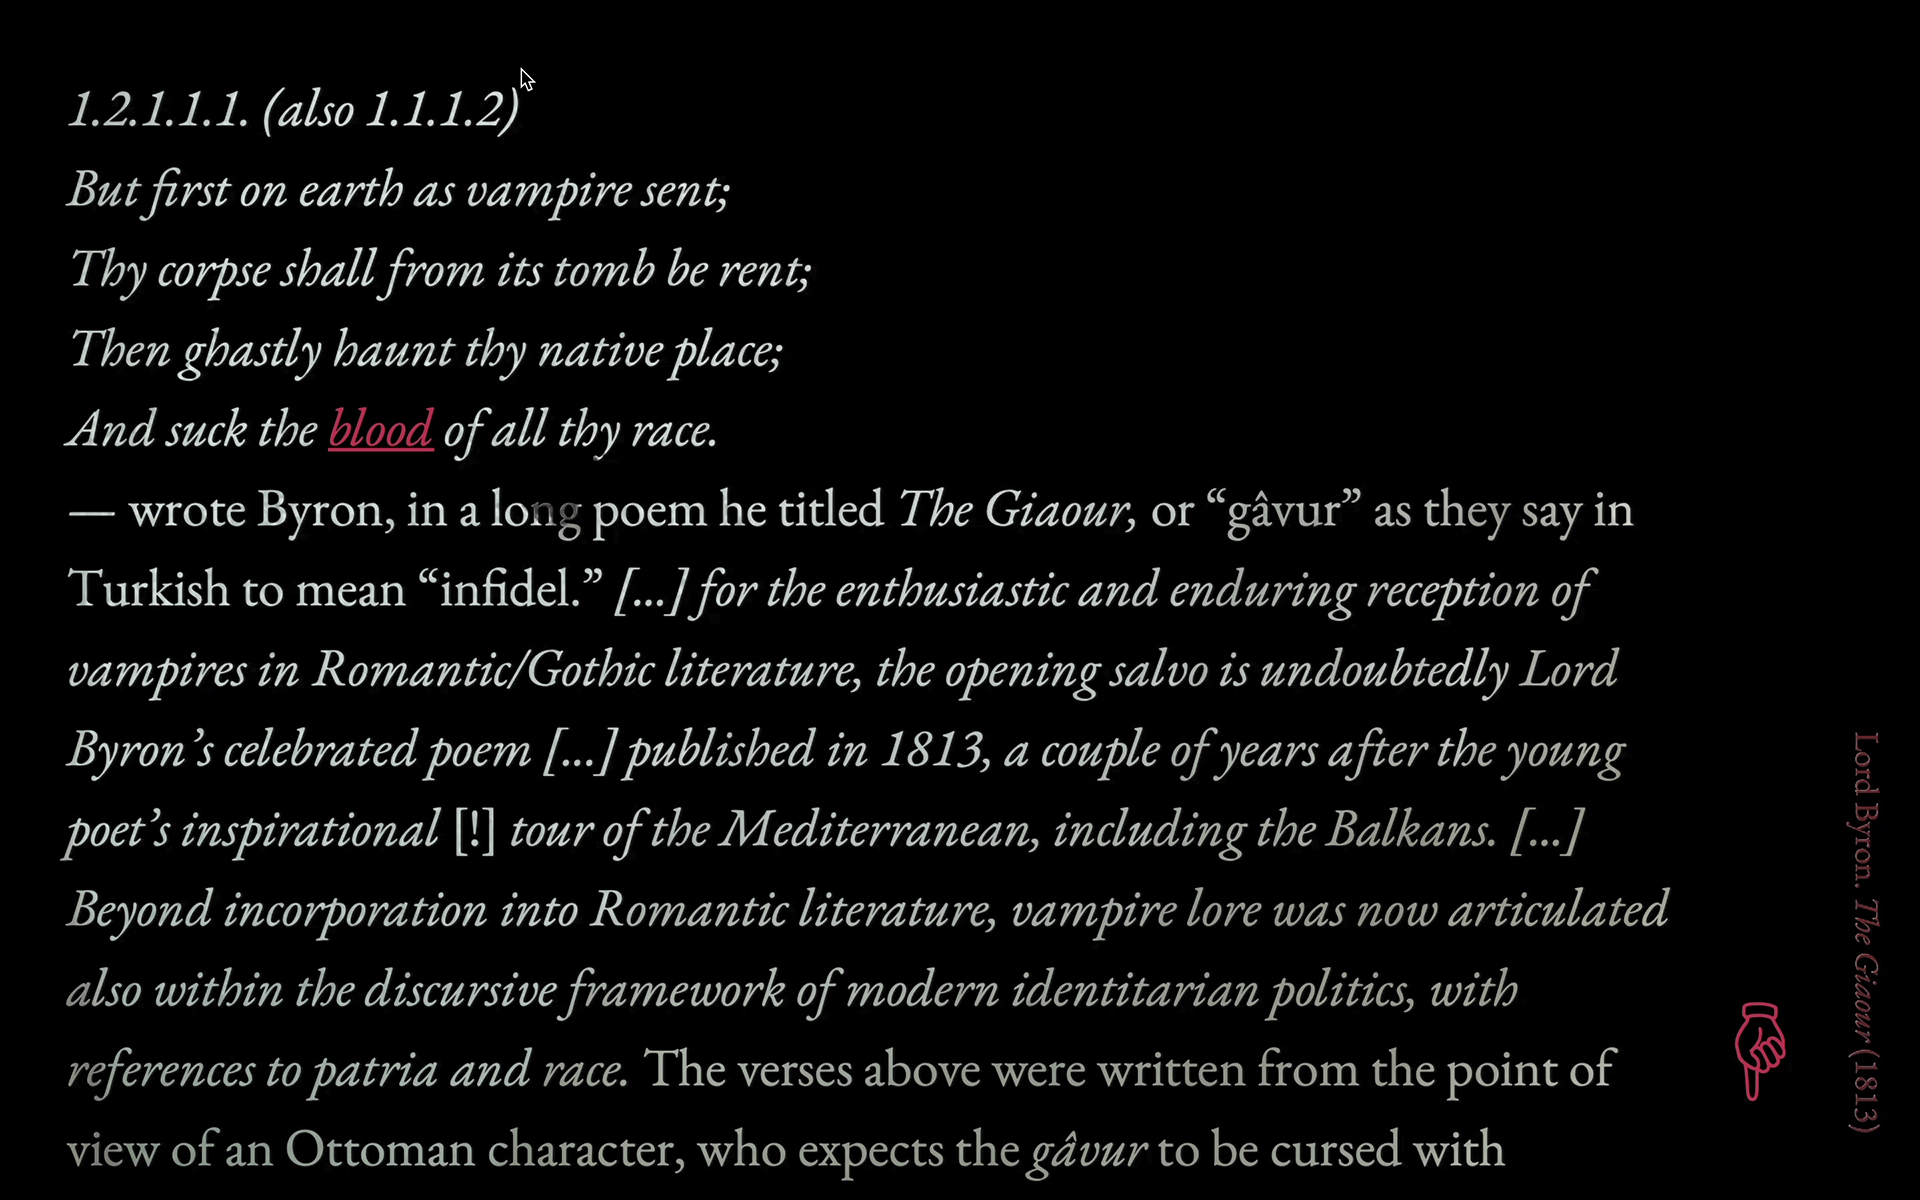 1.2.1.1.1. (also 1.1.1.2)
But first on earth as vampire sent;
Thy corpse shall from its tomb be rent;
Then ghastly haunt thy native place;
And suck the blood of all thy race.
— wrote Byron, in a long poem he titled The Giaour, or “gâvur” as they say in
Turkish to mean “infidel.” [...] for the enthusiastic and enduring reception of
vampires in Romantic/Gothic literature, the opening salvo is undoubtedly Lord
Byron’s celebrated poem [...] published in 1813, a couple of years after the young
poet’s inspirational [!] tour of the Mediterranean, including the Balkans. [...]
Beyond incorporation into Romantic literature, vampire lore was now articulated
also within the discursive framework of modern identitarian politics, with
references to patria and race. The verses above were written from the point of
view of an Ottoman character, who expects the gâvur to be cursed with
Lord Byron. The Giaour (1813)